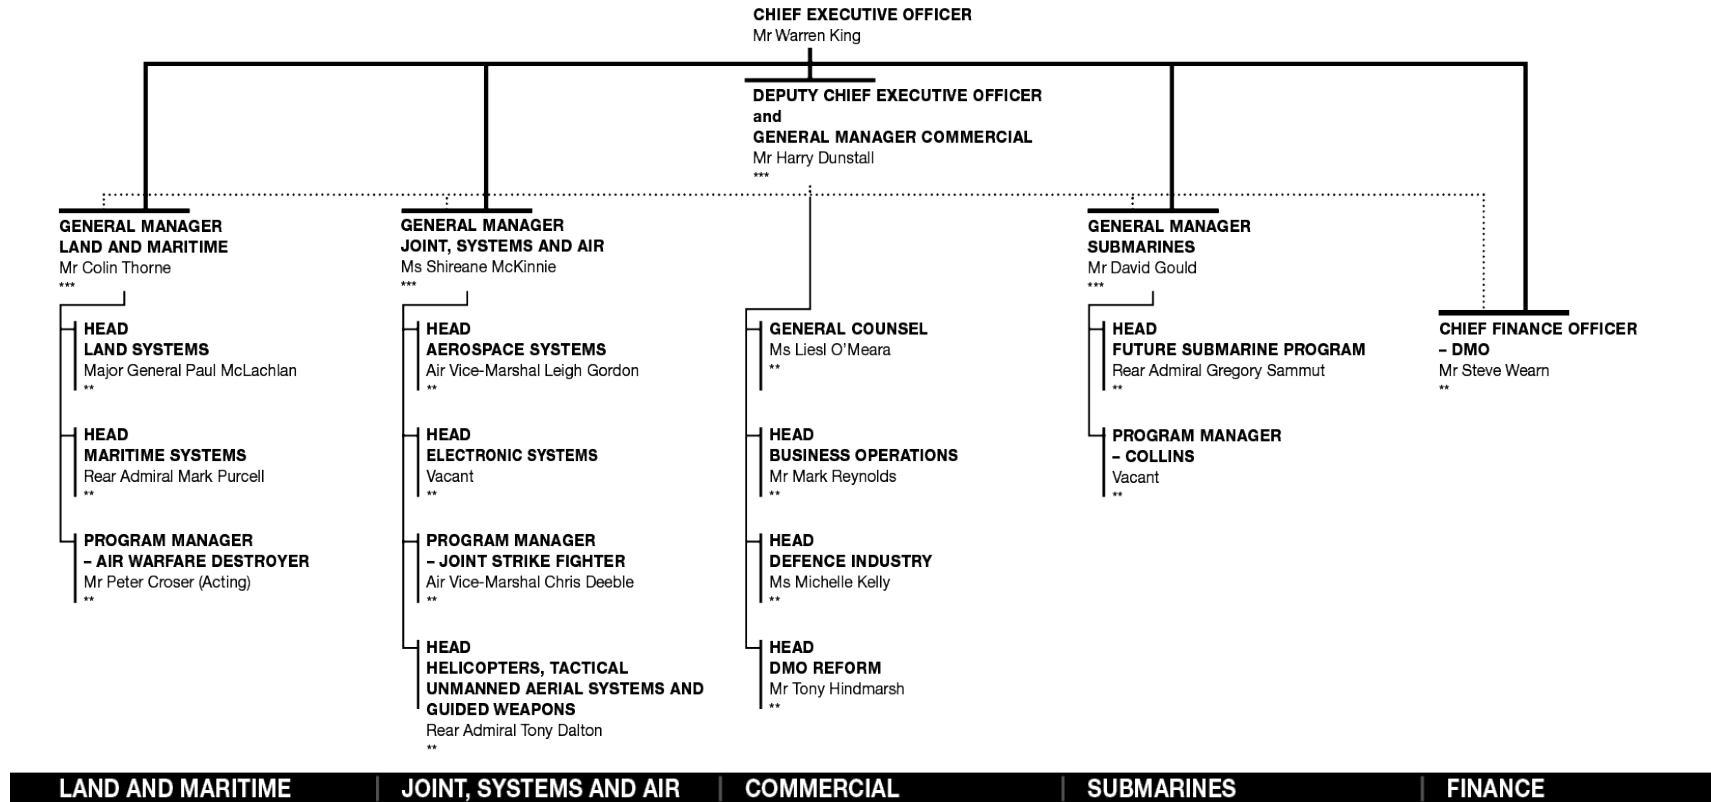 CHIEF EXECUTIVE OFFICER
Mr Warren King
DEPUTY CHIEF EXECUTIVE OFFICER
and
GENERAL MANAGER COMMERCIAL
Mr Harry Dunstall
***
GENERAL MANAGER
LAND AND MARITIME
Mr Colin Thorne
***
HEAD
LAND SYSTEMS
Major General Paul McLachlan
**
HEAD
MARITIME SYSTEMS
Rear Admiral Mark Purcell
**
PROGRAM MANAGER
– AIR WARFARE DESTROYER
Mr Peter Croser (Acting)
**
GENERAL MANAGER
JOINT, SYSTEMS AND AIR
Ms Shireane McKinnie
***
HEAD
AEROSPACE SYSTEMS
Air Vice-Marshal Leigh Gordon
**
HEAD
ELECTRONIC SYSTEMS
Vacant
**
PROGRAM MANAGER
– JOINT STRIKE FIGHTER
Air Vice-Marshal Chris Deeble
**
HEAD
HELICOPTERS, TACTICAL
UNMANNED AERIAL SYSTEMS AND
GUIDED WEAPONS
Rear Admiral Tony Dalton
**
GENERAL COUNSEL
Ms Liesl O’Meara
**
HEAD
BUSINESS OPERATIONS
Mr Mark Reynolds
**
HEAD
DEFENCE INDUSTRY
Ms Michelle Kelly
**
HEAD
DMO REFORM
Mr Tony Hindmarsh
**
GENERAL MANAGER
SUBMARINES
Mr David Gould
***
HEAD
FUTURE SUBMARINE PROGRAM
Rear Admiral Gregory Sammut
**
PROGRAM MANAGER
– COLLINS
Vacant
**
CHIEF FINANCE OFFICER
– DMO
Mr Steve Wearn
**
LAND AND MARITIME
JOINT, SYSTEMS AND AIR
COMMERCIAL
SUBMARINES
FINANCE